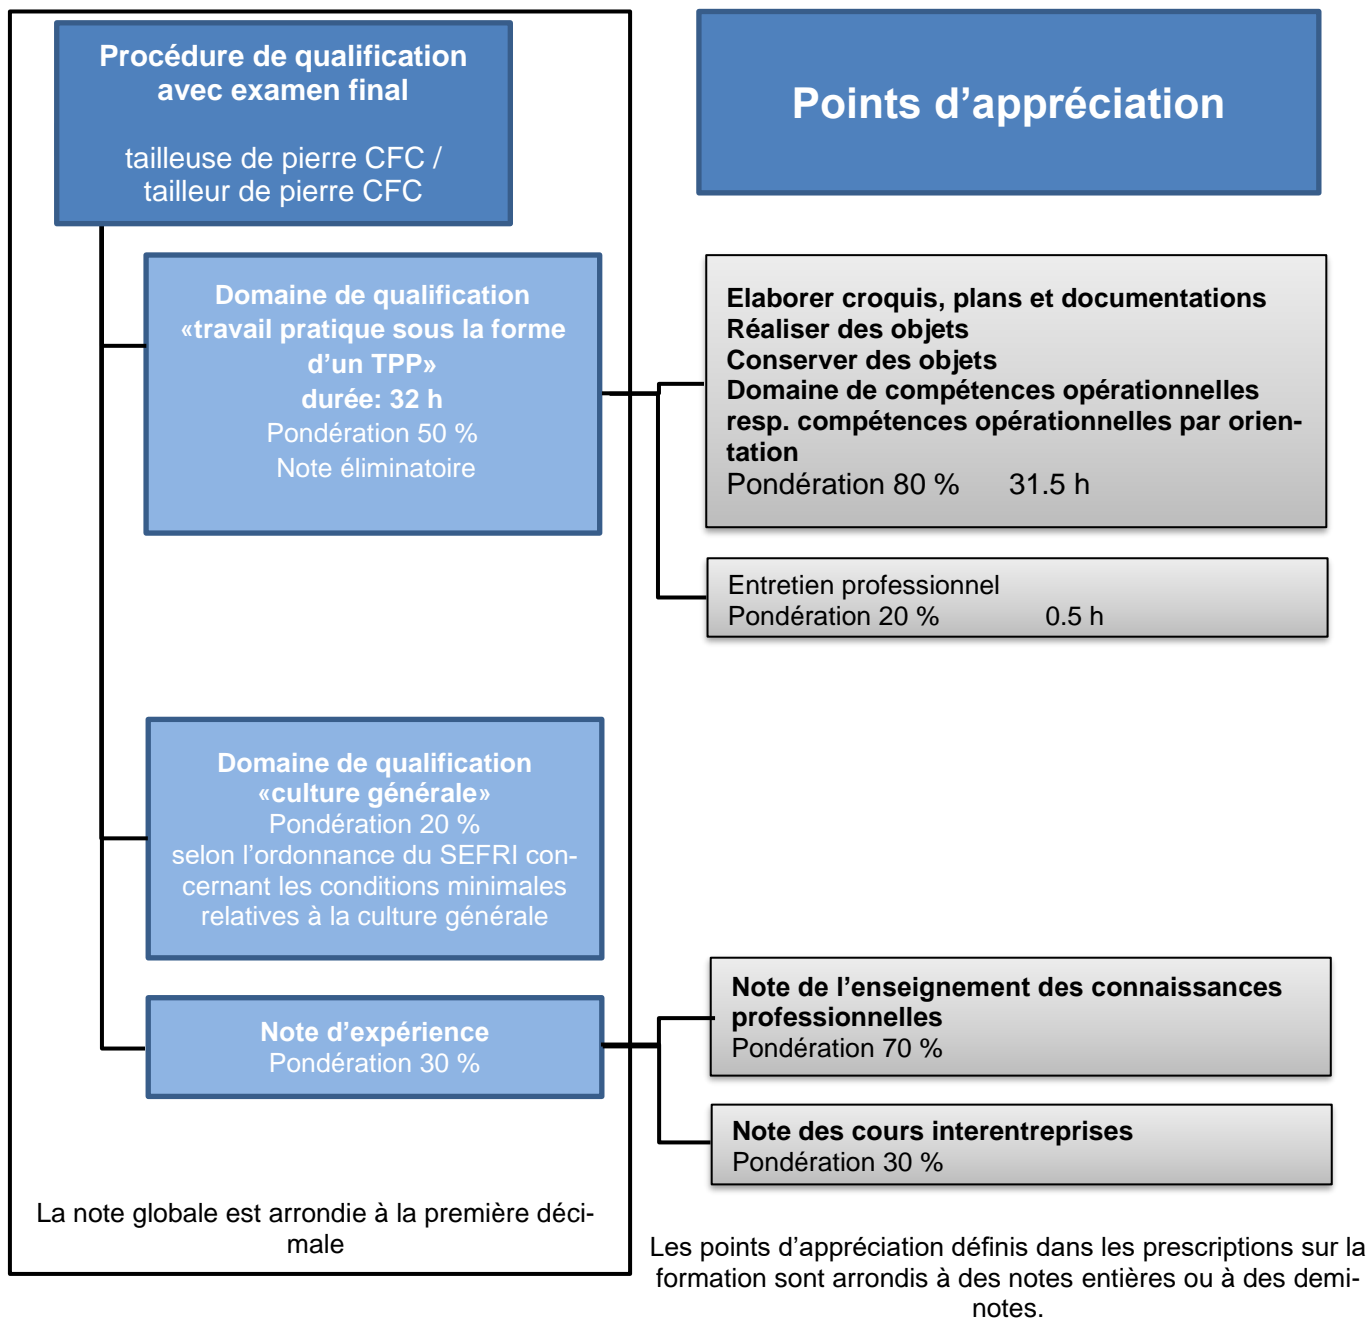 Procédure de qualification
avec examen final
tailleuse de pierre CFC /
tailleur de pierre CFC
Points d’appréciation
Domaine de qualification
«travail pratique sous la forme
d’un TPP»
durée: 32 h
Pondération 50 %
Note éliminatoire
Elaborer croquis, plans et documentations
Réaliser des objets
Conserver des objets
Domaine de compétences opérationnelles
resp. compétences opérationnelles par orien-
tation
Pondération 80 % 31.5 h
Entretien professionnel
Pondération 20 % 0.5 h
Domaine de qualification
«culture générale»
Pondération 20 %
selon l’ordonnance du SEFRI con-
cernant les conditions minimales
relatives à la culture générale
Note d’expérience
Pondération 30 %
Note de l’enseignement des connaissances
professionnelles
Pondération 70 %
Note des cours interentreprises
Pondération 30 %
La note globale est arrondie à la première déci-
male
Les points d’appréciation définis dans les prescriptions sur la
formation sont arrondis à des notes entières ou à des demi-
notes.